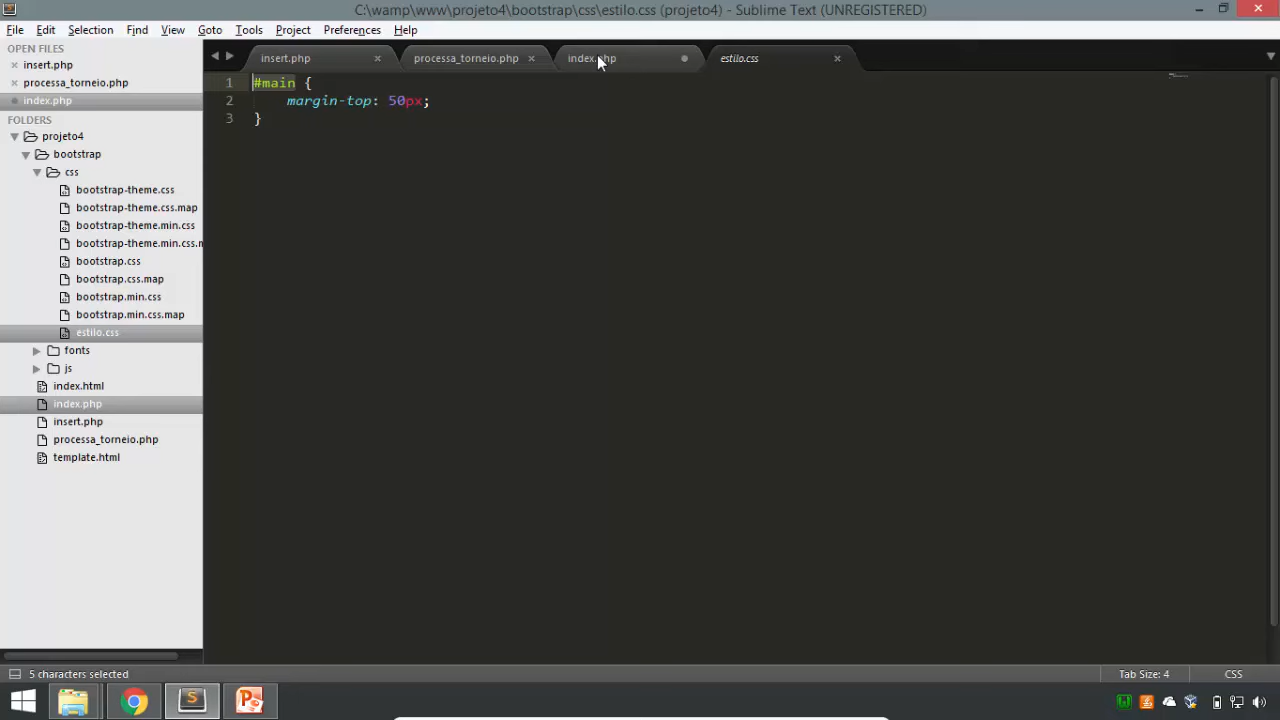 C:\wamp\www\projeto4\bootstrap\css\estilo.css (projeto4) - Sublime Text (UNREGISTERED)
File Edit Selection Find View Goto Tools Project Preferences Help
OPEN FILES
insert.php
processa_torneio.php
index.php
FOLDERS
projeto4
bootstrap
css
bootstrap-theme.css
bootstrap-theme.css.map
bootstrap-theme.min.css
bootstrap-theme.min.css.m
bootstrap.css
bootstrap.css.map
bootstrap.min.css
bootstrap.min.css.map
estilo.css
fonts
js
index.html
index.php
insert.php
processa_torneio.php
template.html
insert.php processa_torneio.php index.php estilo.css
1 #main {
2 margin-top: 50px;
3 }
5 characters selected Tab Size: 4 CSS